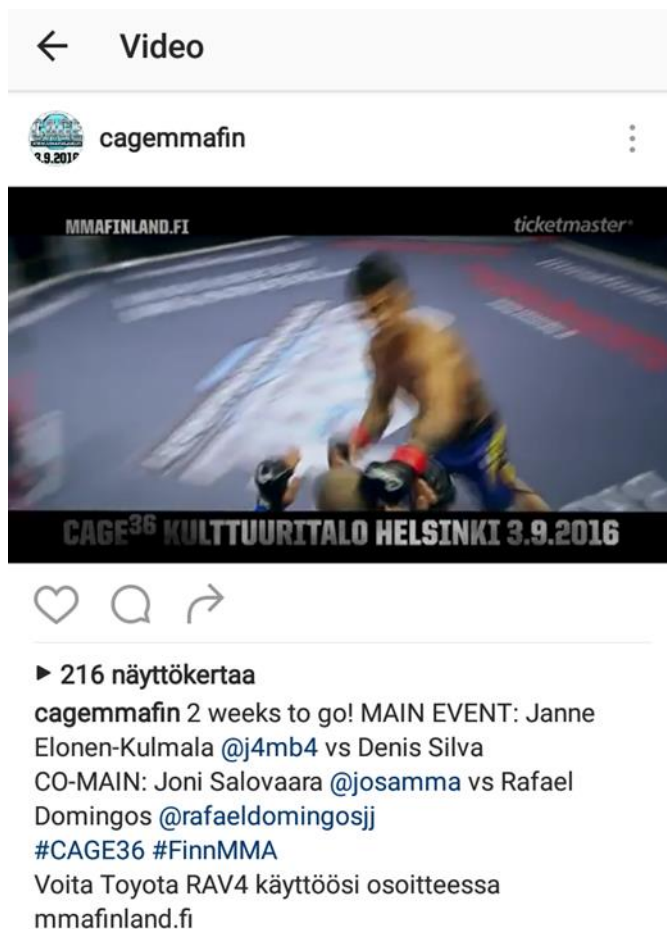 Video
cagemmafin
3.9.2016
MMAFINLAND.FI
ticketmaster
CAGE36 KULTTUURITALO HELSINKI 3.9.2016
216 näyttökertaa
cagemmafin 2 weeks to go! MAIN EVENT: Janne
Elonen-Kulmala @j4mb4 vs Denis Silva
CO-MAIN: Joni Salovaara @josamma vs Rafael
Domingos @rafaeldomingosjj
#CAGE36 #FinnMMA
Voita Toyota RAV4 käyttöösi osoitteessa
mmafinland.fi